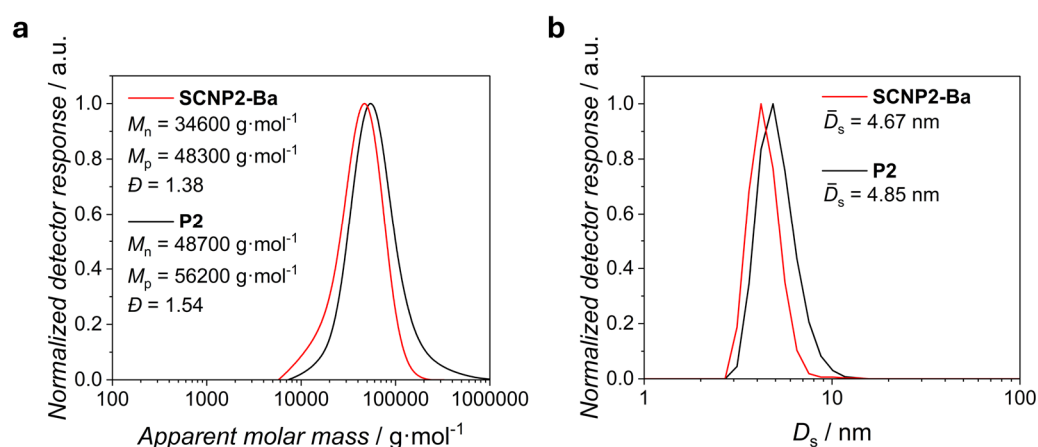 a
Normalized detector response / a.u.
1.0
0.8
0.6
0.4
0.2
0.0
SCNP2-Ba
Mn = 34600 g·mol⁻¹
Mp = 48300 g·mol⁻¹
Đ = 1.38
P2
Mn = 48700 g·mol⁻¹
Mp = 56200 g·mol⁻¹
Đ = 1.54
100 1000 10000 100000 1000000
Apparent molar mass / g·mol⁻¹
b
Normalized detector response / a.u.
1.0
0.8
0.6
0.4
0.2
0.0
SCNP2-Ba
D̄s = 4.67 nm
P2
D̄s = 4.85 nm
1 10 100
Ds / nm